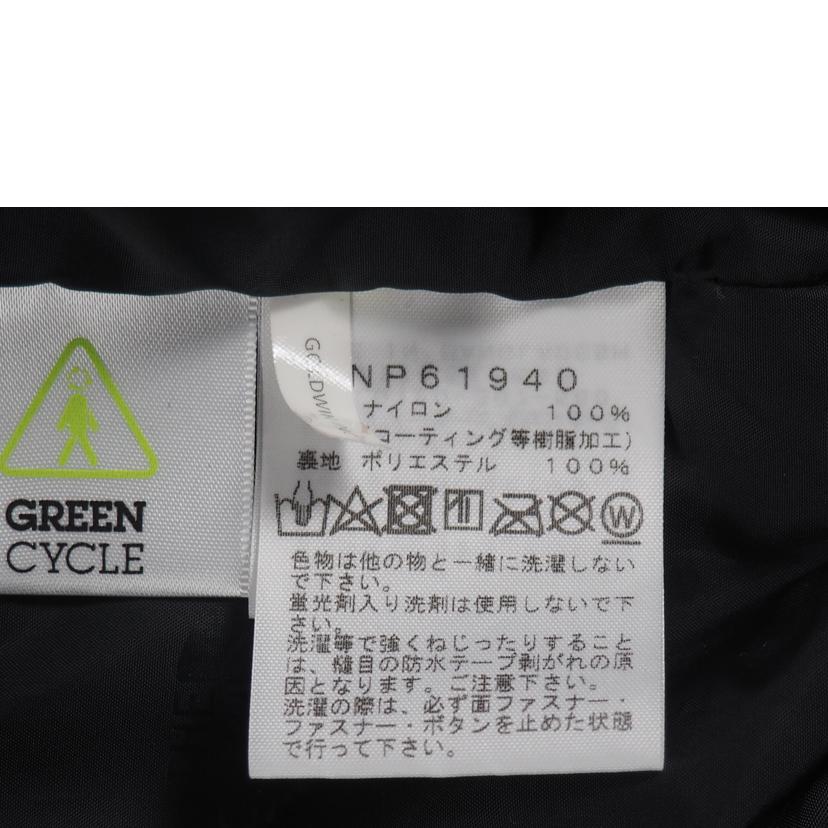 GREEN
CYCLE
NP61940
ナイロン 100%
コーティング等樹脂加工)
裏地 ポリエステル 100%
W
色物は他の物と一緒に洗濯しない
で下さい。
蛍光剤入り洗剤は使用しないで下
さい。
洗濯等で強くねじったりすること
は、縫目の防水テープ剥がれの原
因となります。ご注意下さい。
洗濯の際は、必ず面ファスナー・
ファスナー・ボタンを止めた状態
で行って下さい。